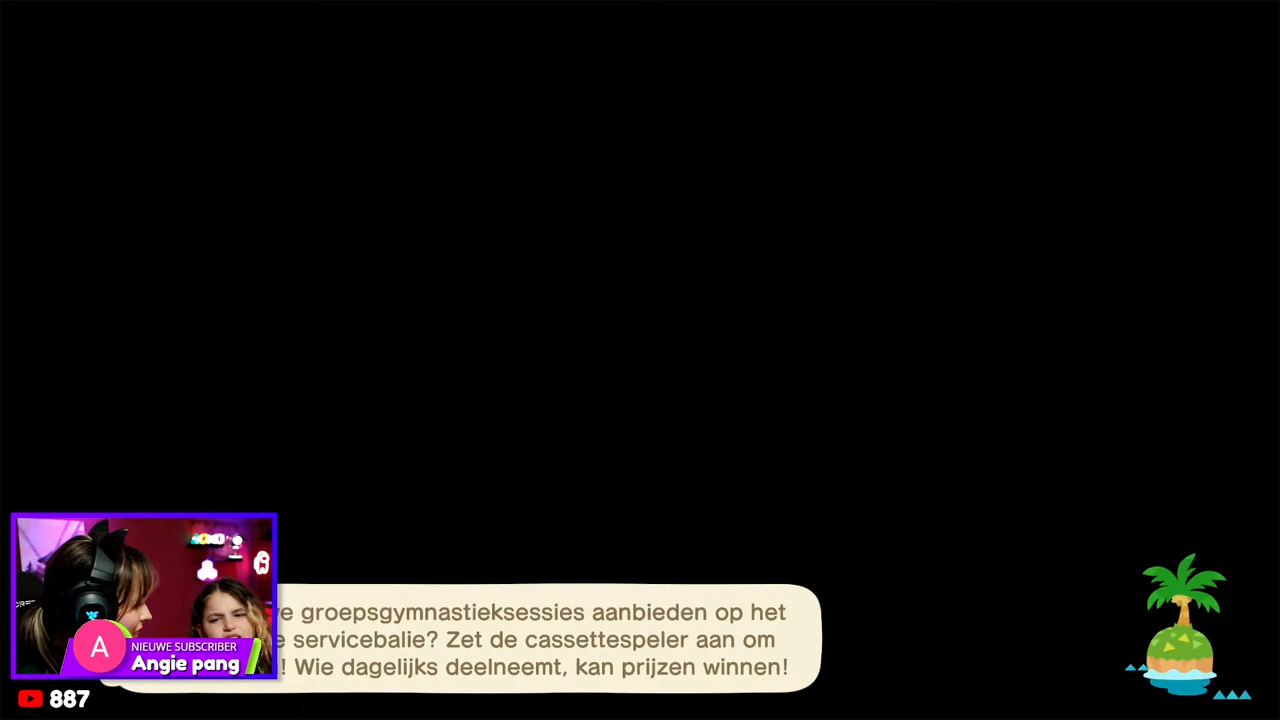 groepsgymnastieksessies aanbieden op het
servicebalie? Zet de cassettespeler aan om
! Wie dagelijks deelneemt, kan prijzen winnen!
A
NIEUWE SUBSCRIBER
Angie pang
887